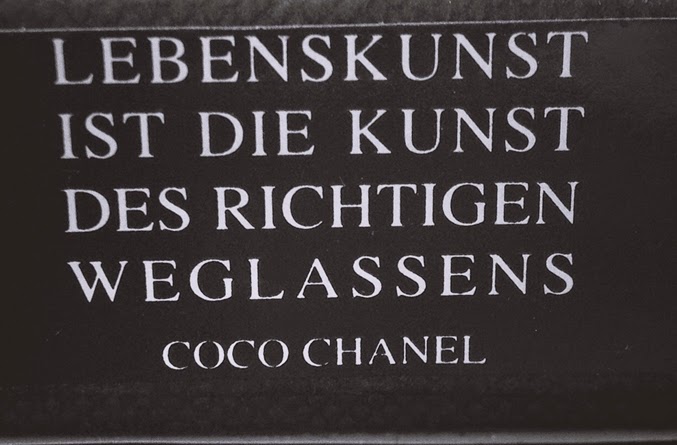 LEBENSKUNST
IST DIE KUNST
DES RICHTIGEN
WEGLASSENS
COCO CHANEL